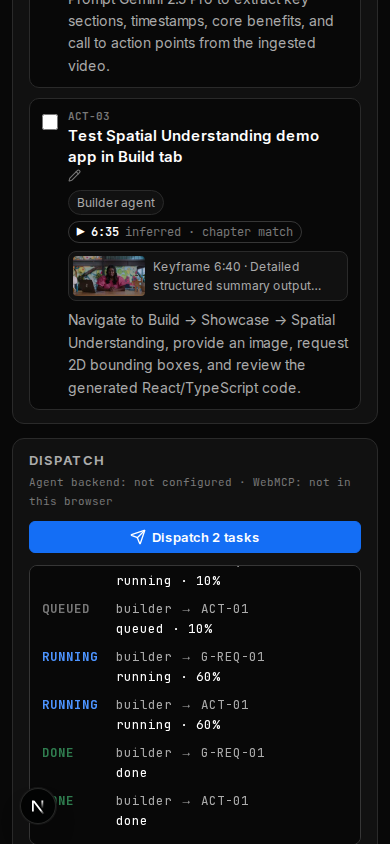 Prompt Gemini 2.5 Pro to extract key
sections, timestamps, core benefits, and
call to action points from the ingested
video.
ACT-03
Test Spatial Understanding demo
app in Build tab
Builder agent
▶ 6:35 inferred · chapter match
Keyframe 6:40 · Detailed
structured summary output...
Navigate to Build → Showcase → Spatial
Understanding, provide an image, request
2D bounding boxes, and review the
generated React/TypeScript code.
DISPATCH
Agent backend: not configured · WebMCP: not in
this browser
Dispatch 2 tasks
running · 10%
QUEUED builder → ACT-01
queued · 10%
RUNNING builder → G-REQ-01
running · 60%
RUNNING builder → ACT-01
running · 60%
DONE builder → G-REQ-01
done
NE builder → ACT-01
done
N